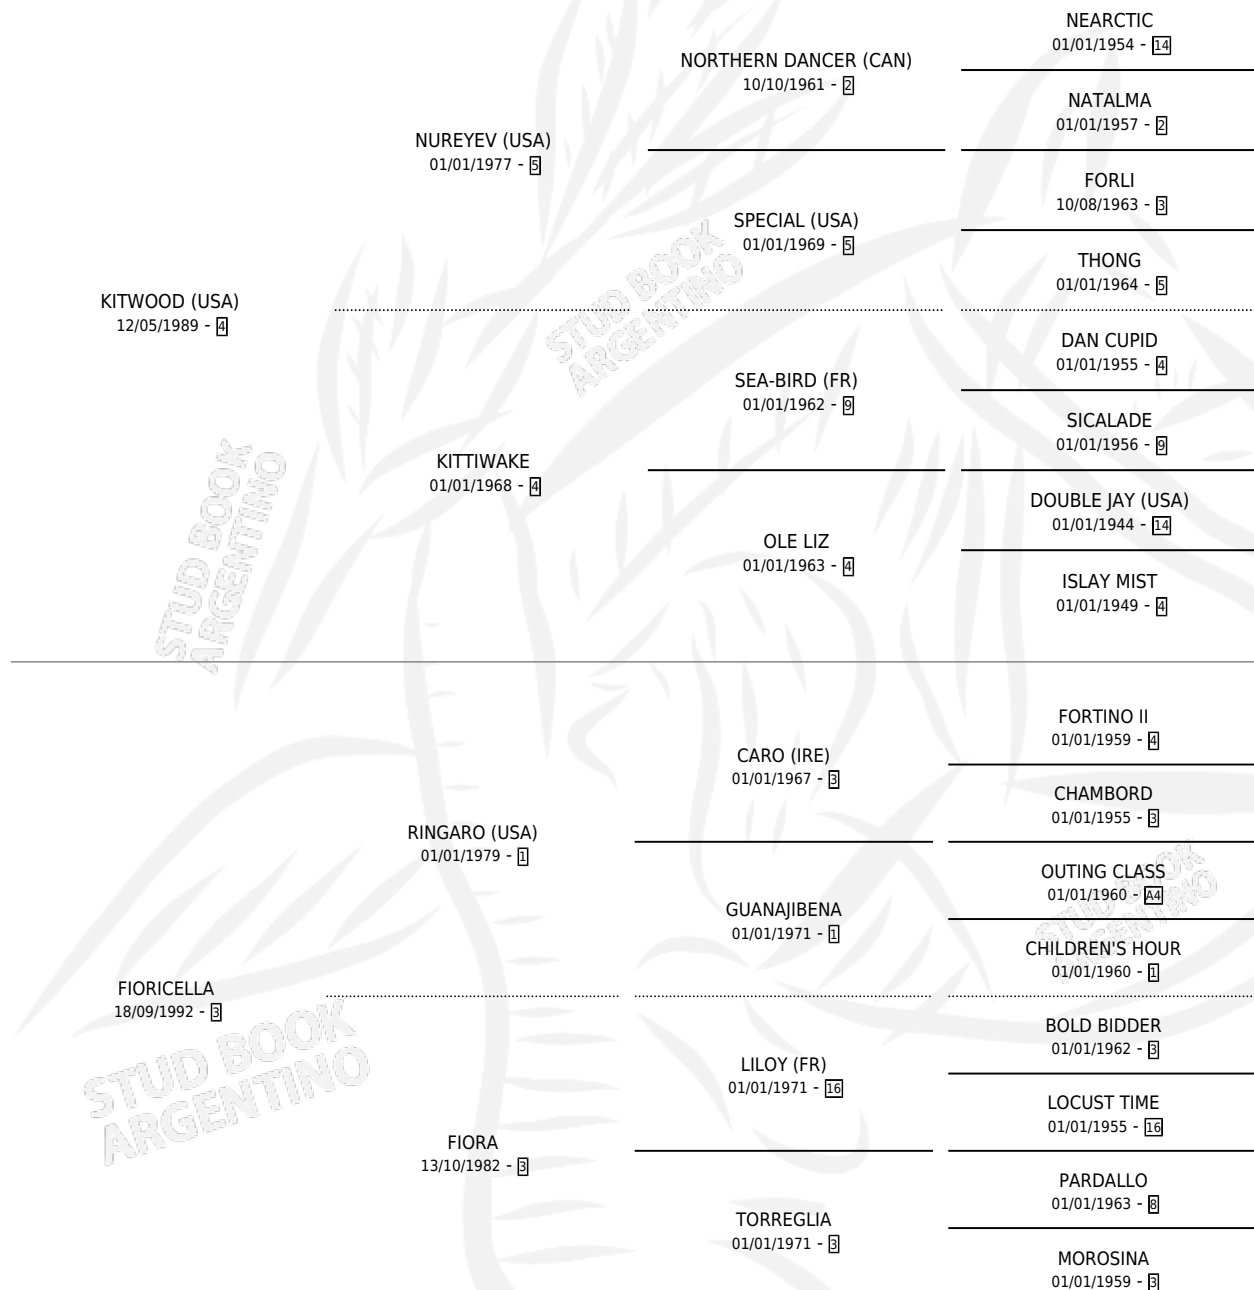 NEARCTIC
01/01/1954 - 14
NORTHERN DANCER (CAN)
10/10/1961 - 2
NATALMA
01/01/1957 - 2
NUREYEV (USA)
01/01/1977 - 5
FORLI
10/08/1963 - 3
SPECIAL (USA)
01/01/1969 - 5
THONG
01/01/1964 - 5
KITWOOD (USA)
12/05/1989 - 4
DAN CUPID
01/01/1955 - 4
SEA-BIRD (FR)
01/01/1962 - 9
SICALADE
01/01/1956 - 9
KITTIWAKE
01/01/1968 - 4
DOUBLE JAY (USA)
01/01/1944 - 14
OLE LIZ
01/01/1963 - 4
ISLAY MIST
01/01/1949 - 4
FORTINO II
01/01/1959 - 4
CARO (IRE)
01/01/1967 - 3
CHAMBORD
01/01/1955 - 3
RINGARO (USA)
01/01/1979 - 1
OUTING CLASS
01/01/1960 - A4
GUANAJIBENA
01/01/1971 - 1
CHILDREN'S HOUR
01/01/1960 - 1
FIORICELLA
18/09/1992 - 3
BOLD BIDDER
01/01/1962 - 3
LILOY (FR)
01/01/1971 - 16
LOCUST TIME
01/01/1955 - 16
FIORA
13/10/1982 - 3
PARDALLO
01/01/1963 - 8
TORREGLIA
01/01/1971 - 3
MOROSINA
01/01/1959 - 3
STUD BOOK
ARGENTINO
STUD BOOK
ARGENTINO
STUD BOOK
ARGENTINO
STUD BOOK
ARGENTINO